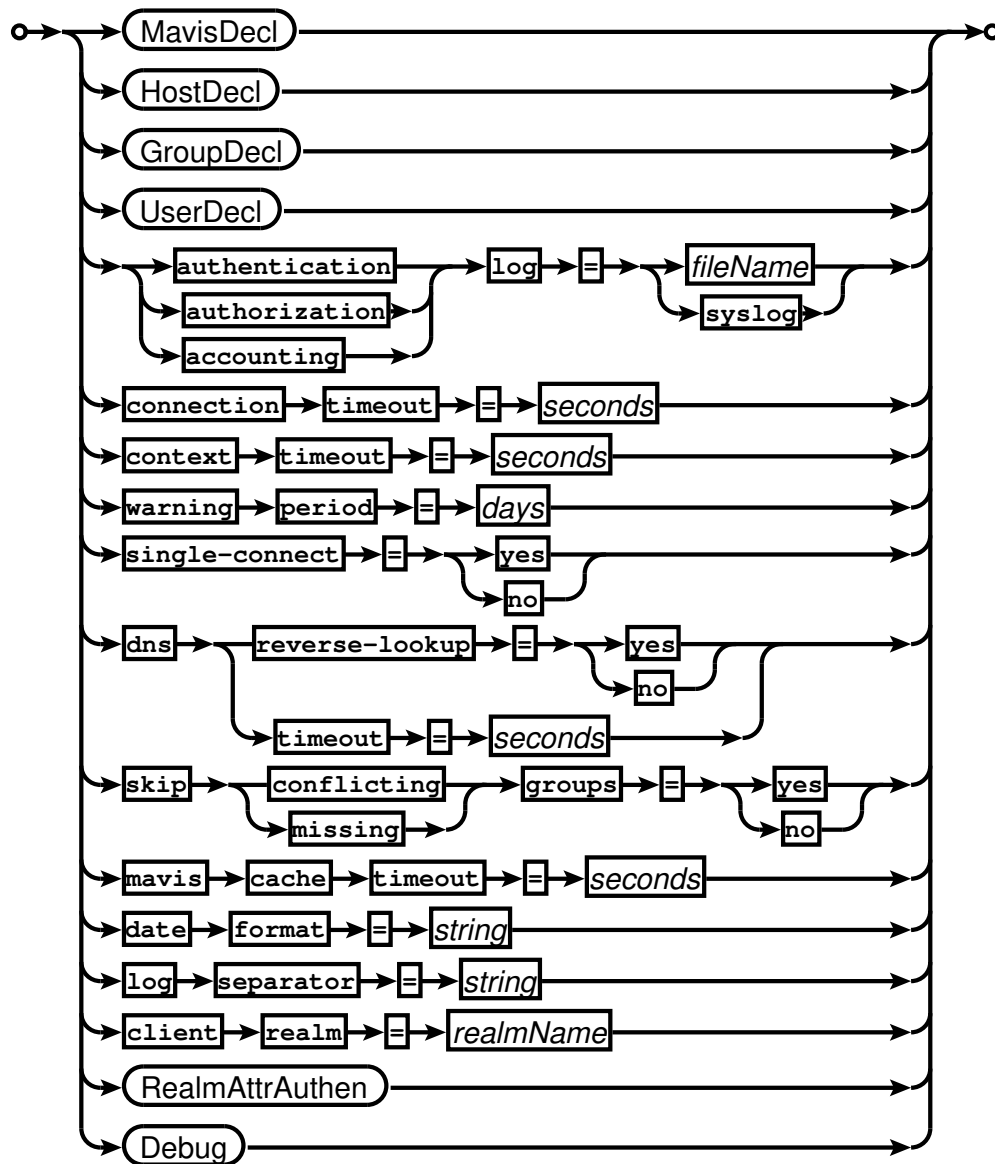 MavisDecl
HostDecl
GroupDecl
UserDecl
authentication log = fileName
authorization syslog
accounting
connection timeout = seconds
context timeout = seconds
warning period = days
single-connect = yes
no
dns reverse-lookup = yes
no
timeout = seconds
skip conflicting groups = yes
missing no
mavis cache timeout = seconds
date format = string
log separator = string
client realm = realmName
RealmAttrAuthen
Debug